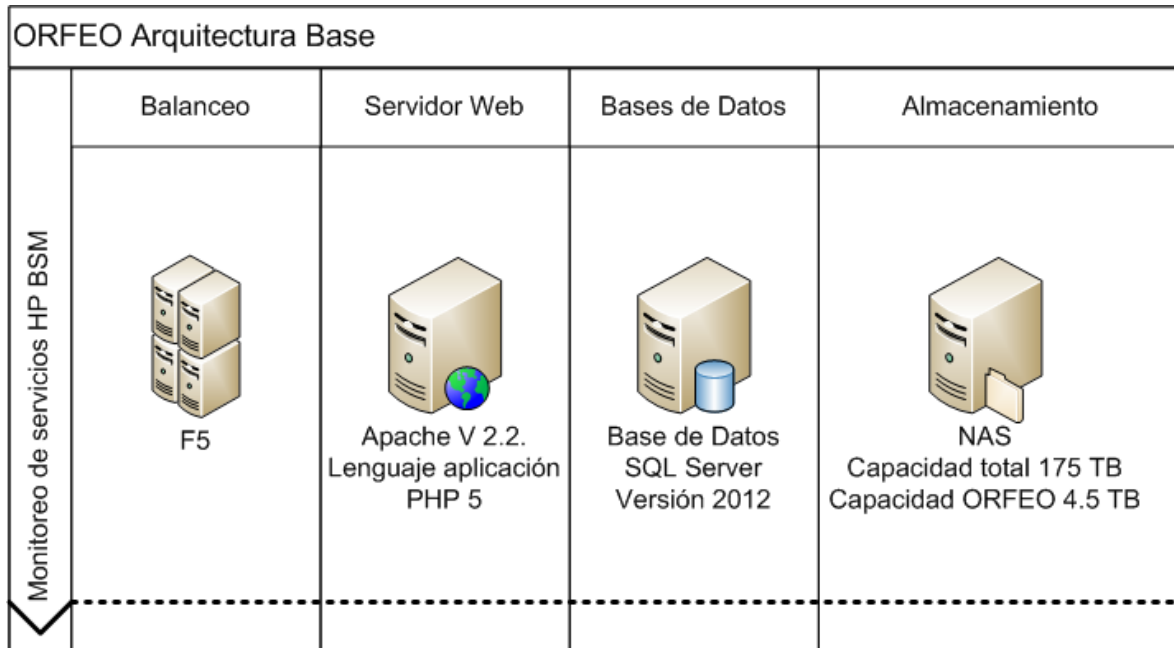 ORFEO Arquitectura Base
Balanceo
Servidor Web
Bases de Datos
Almacenamiento
Monitoreo de servicios HP BSM
F5
Apache V 2.2.
Lenguaje aplicación
PHP 5
Base de Datos
SQL Server
Versión 2012
NAS
Capacidad total 175 TB
Capacidad ORFEO 4.5 TB